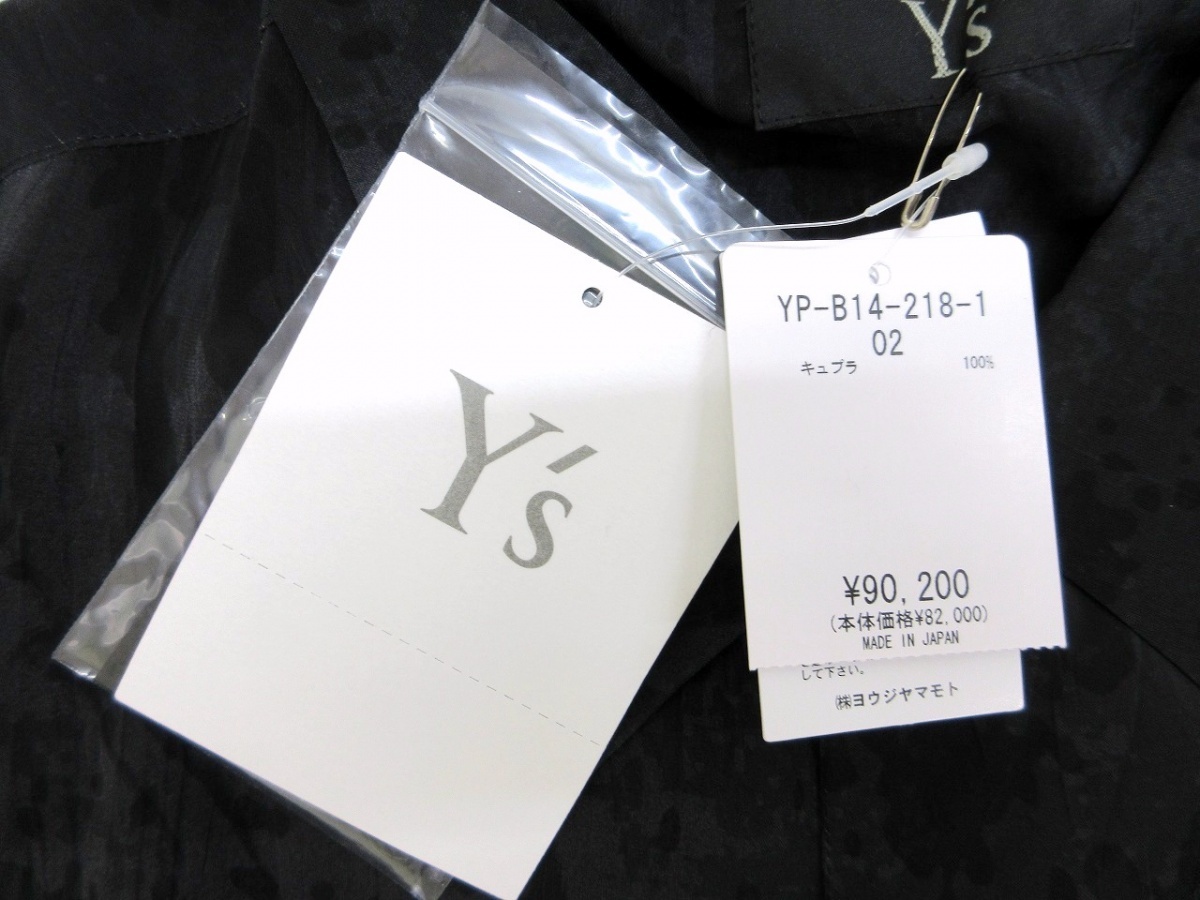 Y's
Y's
YP-B14-218-1
02
キュプラ 100%
¥90,200
(本体価格¥82,000)
MADE IN JAPAN
して下さい。
㈱ヨウジヤマモト